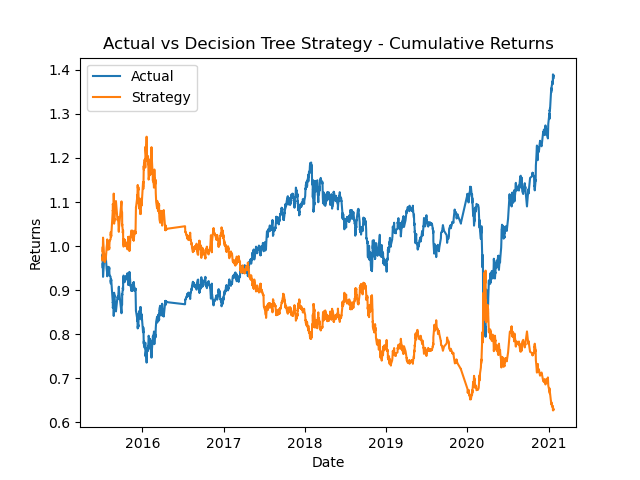 Actual vs Decision Tree Strategy - Cumulative Returns
Actual
Strategy
1.4
1.3
1.2
1.1
1.0
0.9
0.8
0.7
0.6
Returns
2016 2017 2018 2019 2020 2021
Date